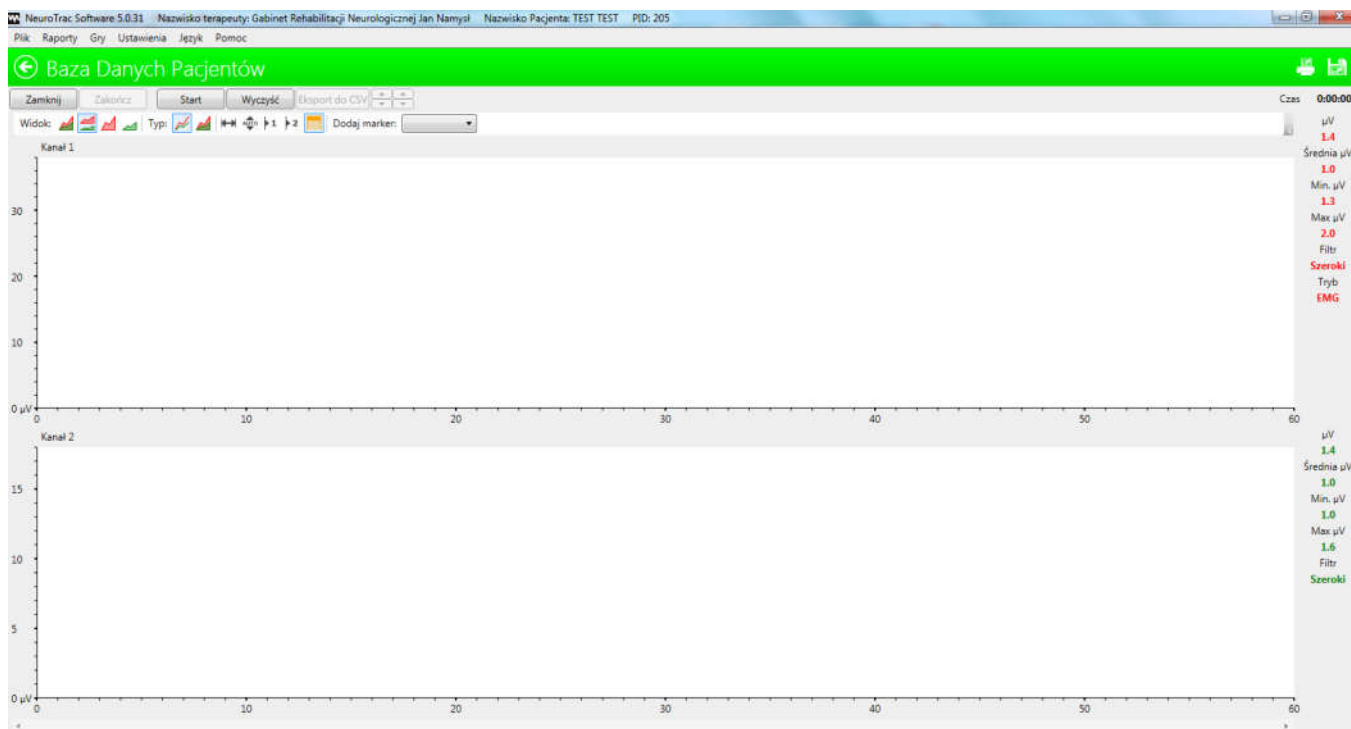 NeuroTrac Software 5.0.31 Nazwisko terapeuty: Gabinet Rehabilitacji Neurologicznej Jan Namysł Nazwisko Pacjenta: TEST TEST PID: 205
Plik Raporty Gry Ustawienia Język Pomoc
Baza Danych Pacjentów
Zamknij Zakończ Start Wyczyść Eksport do CSV Czas 0:00:00
Widok: Typ: 1 2 Dodaj marker:
Kanał 1
30
20
10
0 µV
0 10 20 30 40 50 60
µV
1.4
Średnia µV
1.0
Min. µV
1.3
Max µV
2.0
Filtr
Szeroki
Tryb
EMG
Kanał 2
15
10
5
0 µV
0 10 20 30 40 50 60
µV
1.4
Średnia µV
1.0
Min. µV
1.0
Max µV
1.6
Filtr
Szeroki